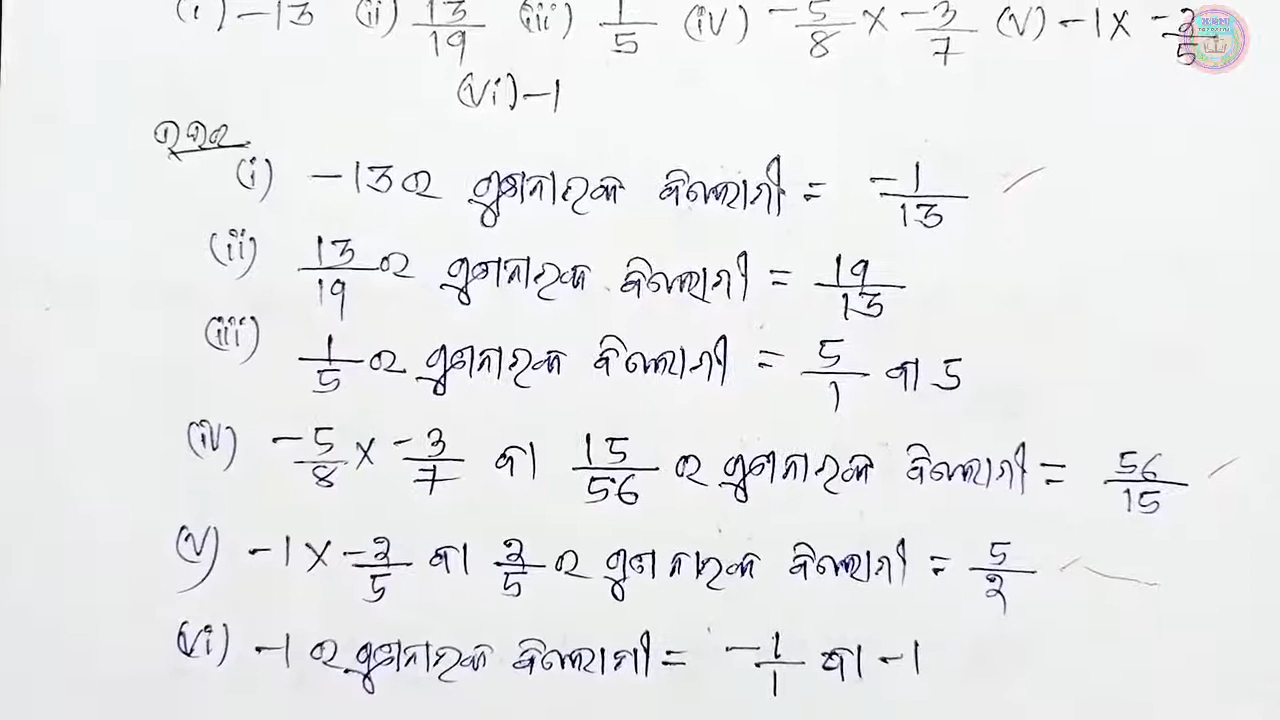 (i) -13 (ii) 13/19 (iii) 1/5 (iv) -5/8 × -3/7 (v) -1 × -2/5
(vi) -1
ଉତ୍ତର
(i) -13 ର ଗୁଣନାତ୍ମକ ବିଲୋମୀ = -1/13
(ii) 13/19 ର ଗୁଣନାତ୍ମକ ବିଲୋମୀ = 19/13
(iii) 1/5 ର ଗୁଣନାତ୍ମକ ବିଲୋମୀ = 5/1 ବା 5
(iv) -5/8 × -3/7 ବା 15/56 ର ଗୁଣନାତ୍ମକ ବିଲୋମୀ = 56/15
(v) -1 × -2/5 ବା 2/5 ର ଗୁଣନାତ୍ମକ ବିଲୋମୀ = 5/2
(vi) -1 ର ଗୁଣନାତ୍ମକ ବିଲୋମୀ = -1/1 ବା -1